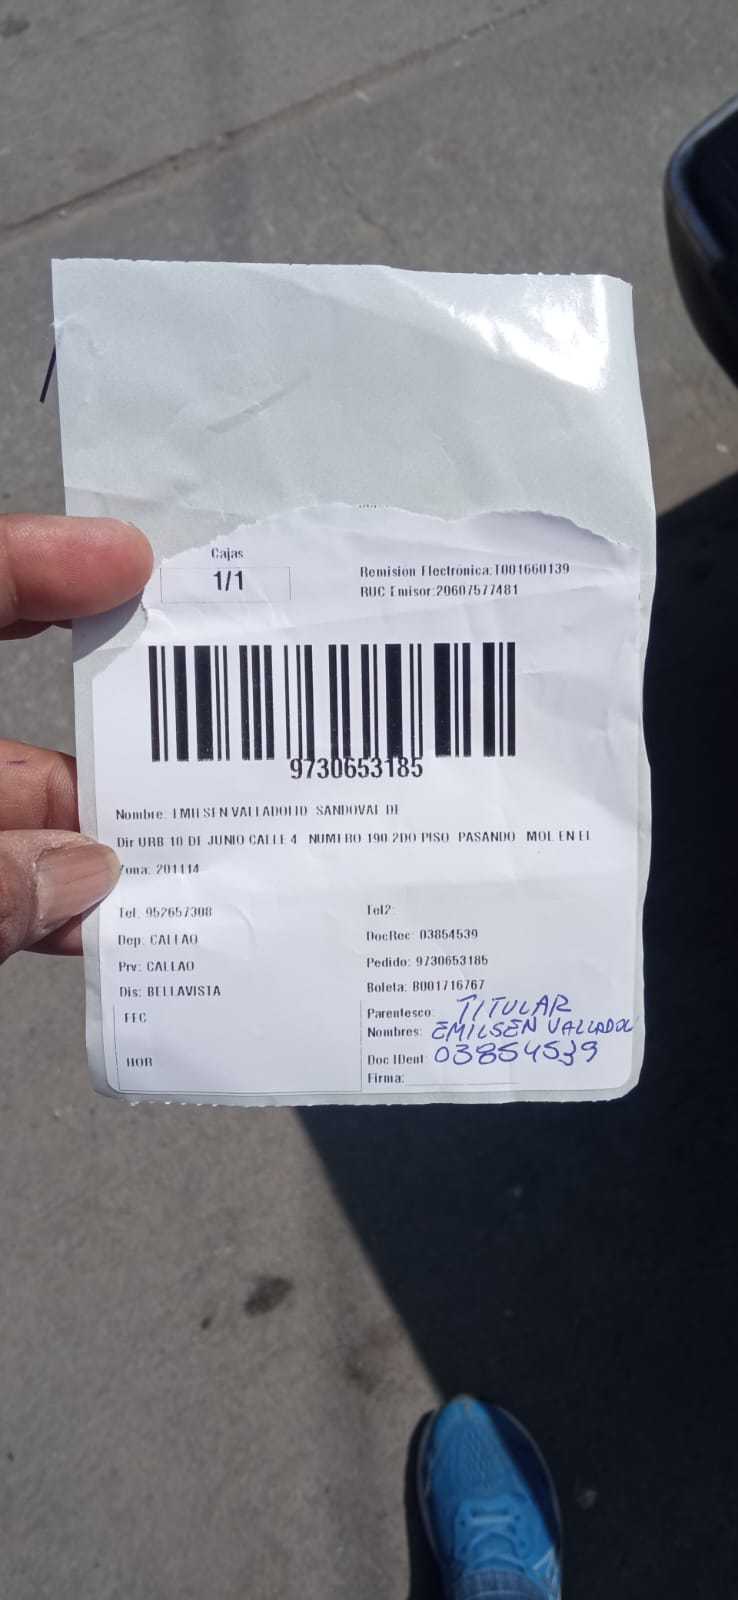 Cajas
1/1
Remision Electrónica:T001660139
RUC Emisor:20607577481
9730653185
Nombre: EMILSEN VALLADOLID SANDOVAL DE
Dir URB 10 DE JUNIO CALLE 4 NUMERO 190 2DO PISO PASANDO MOL EN EL
Zona: 201114
Tel. 952657308
Tel2:
Dep: CALLAO
DocRec: 03854539
Prv: CALLAO
Pedido: 9730653185
Dis: BELLAVISTA
Boleta: B001716767
FEC
Parentesco: TITULAR
Nombres: EMILSEN VALLADOL
HOR
Doc IDent: 03854539
Firma: